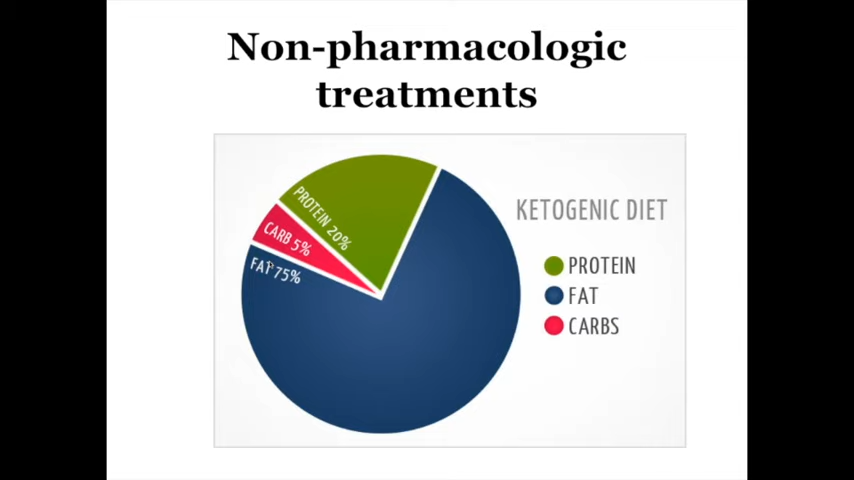 Non-pharmacologic
treatments
PROTEIN 20%
CARB 5%
FAT 75%
KETOGENIC DIET
PROTEIN
FAT
CARBS